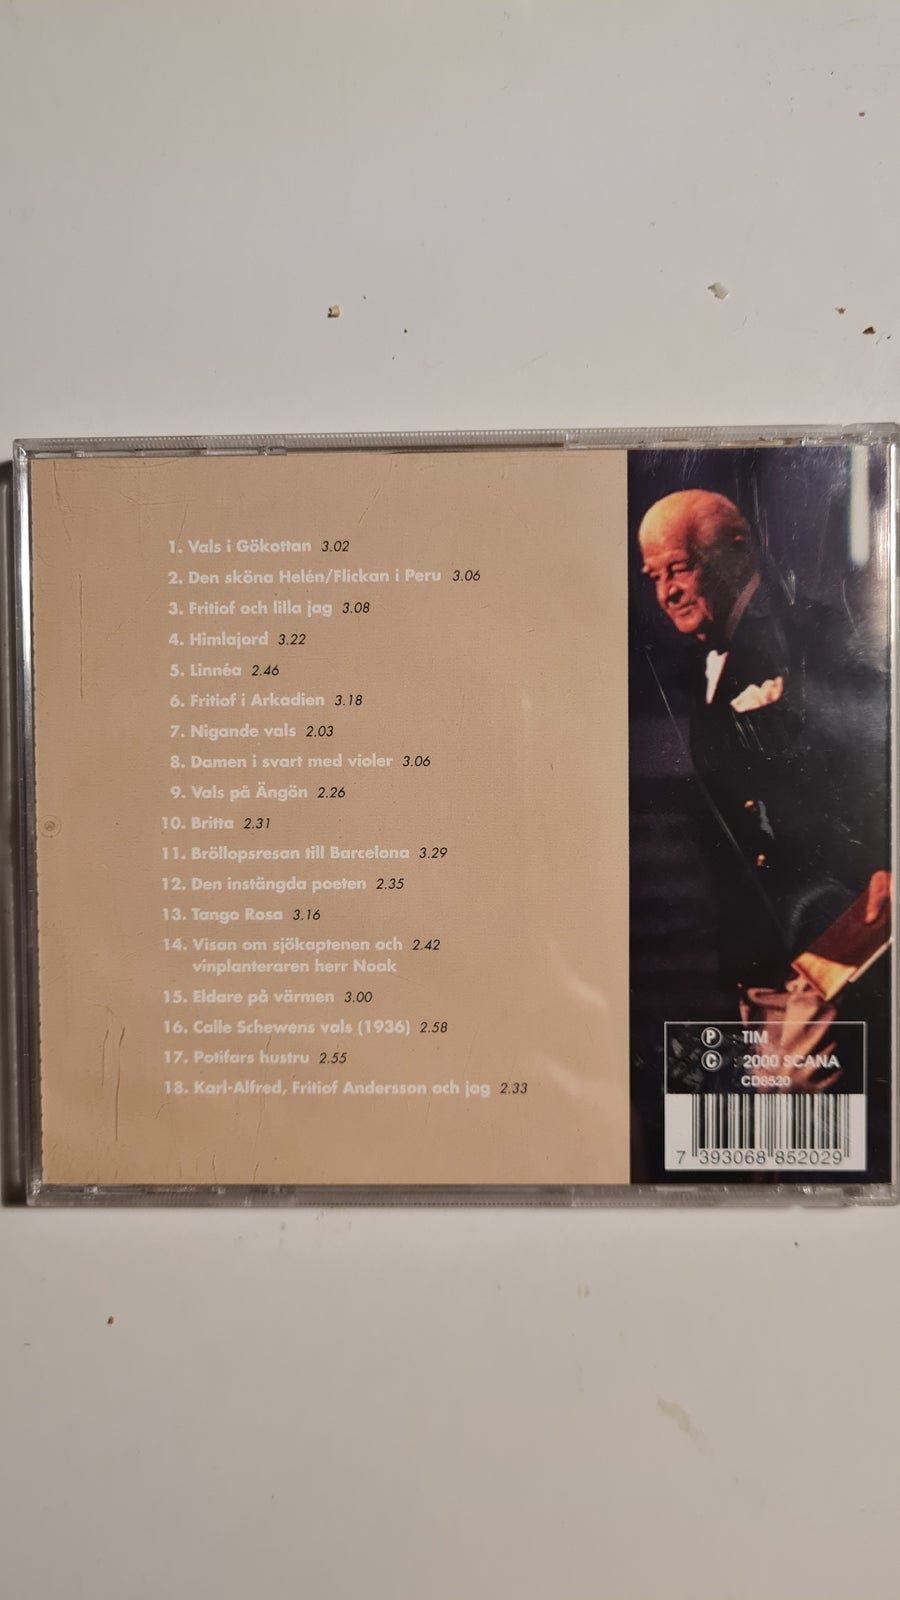 1. Vals i Gökottan 3.02
2. Den sköna Helén/Flickan i Peru 3.06
3. Fritiof och lilla jag 3.08
4. Himlajord 3.22
5. Linnéa 2.46
6. Fritiof i Arkadien 3.18
7. Nigande vals 2.03
8. Damen i svart med violer 3.06
9. Vals på Ängön 2.26
10. Britta 2.31
11. Bröllopsresan till Barcelona 3.29
12. Den instängda poeten 2.35
13. Tango Rosa 3.16
14. Visan om sjökaptenen och 2.42
vinplanteraren herr Noak
15. Eldare på värmen 3.00
16. Calle Schewens vals (1936) 2.58
17. Potifars hustru 2.55
18. Karl-Alfred, Fritiof Andersson och jag 2.33
Ⓟ : TIM
Ⓒ : 2000 SCANA
CD8520
7 393068 852029